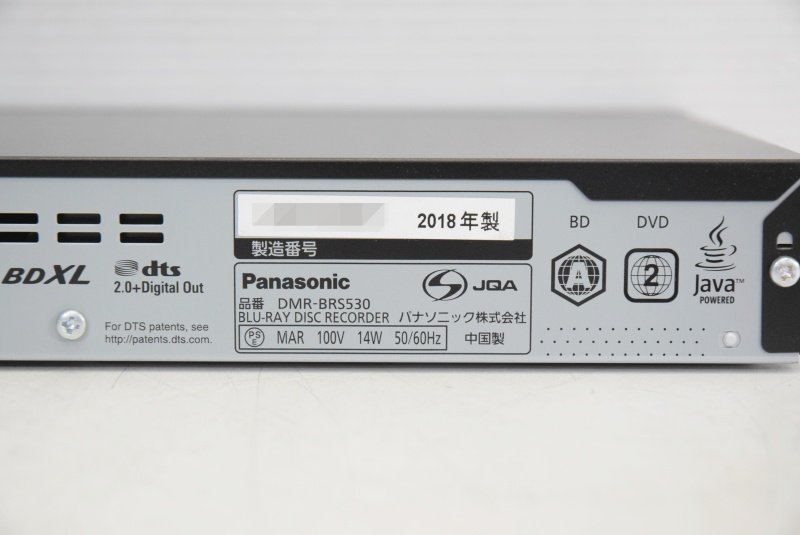 2018年製
製造番号
BDXL
dts
2.0+Digital Out
For DTS patents, see
http://patents.dts.com.
Panasonic
JQA
品番 DMR-BRS530
BLU-RAY DISC RECORDER パナソニック株式会社
PS E MAR 100V 14W 50/60Hz 中国製
BD
DVD
A
2
Java™
POWERED